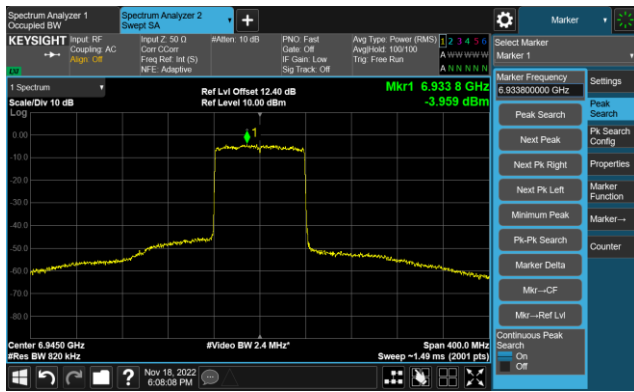 Spectrum Analyzer 1
Occupied BW
Spectrum Analyzer 2
Swept SA
Marker
KEYSIGHT
Input: RF
Coupling: AC
Align: Off
Input Z: 50 Ω
Corr CCorr
Freq Ref: Int (S)
NFE: Adaptive
#Atten: 10 dB
PNO: Fast
Gate: Off
IF Gain: Low
Sig Track: Off
Avg Type: Power (RMS)
Avg|Hold: 100/100
Trig: Free Run
1 2 3 4 5 6
A W W W W W
A N N N N N
Select Marker
Marker 1
1 Spectrum
Scale/Div 10 dB
Log
Ref Lvl Offset 12.40 dB
Ref Level 10.00 dBm
Mkr1 6.933 8 GHz
-3.959 dBm
1
0.00
-10.0
-20.0
-30.0
-40.0
-50.0
-60.0
-70.0
-80.0
Center 6.9450 GHz
#Res BW 820 kHz
#Video BW 2.4 MHz*
Span 400.0 MHz
Sweep ~1.49 ms (2001 pts)
Marker Frequency
6.933800000 GHz
Peak Search
Next Peak
Next Pk Right
Next Pk Left
Minimum Peak
Pk-Pk Search
Marker Delta
Mkr→CF
Mkr→Ref Lvl
Continuous Peak
Search
On
Off
Settings
Peak
Search
Pk Search
Config
Properties
Marker
Function
Marker→
Counter
?
Nov 18, 2022
6:08:08 PM